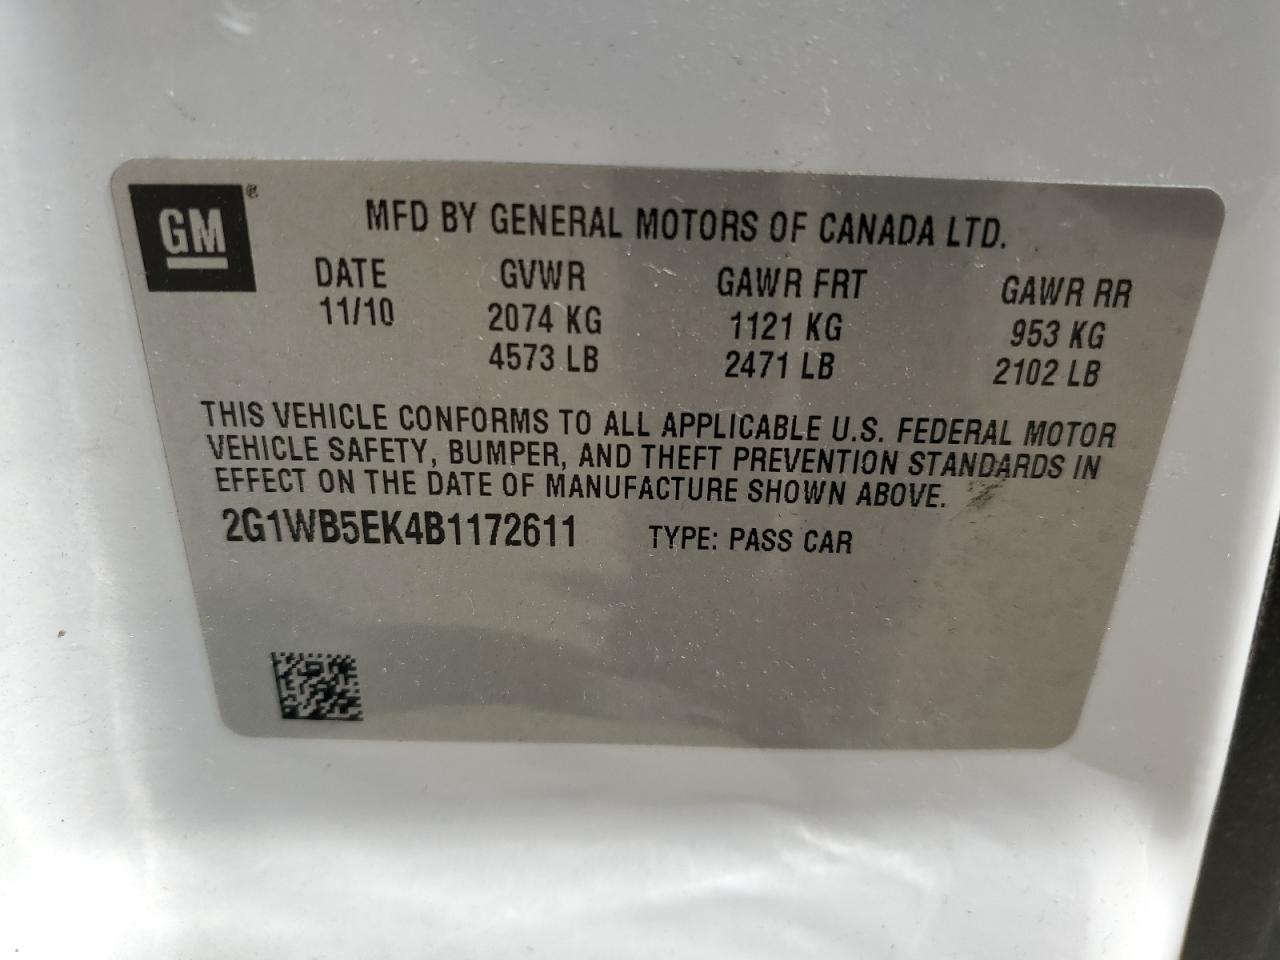 GM®
MFD BY GENERAL MOTORS OF CANADA LTD.
DATE GVWR GAWR FRT GAWR RR
11/10 2074 KG 1121 KG 953 KG
4573 LB 2471 LB 2102 LB
THIS VEHICLE CONFORMS TO ALL APPLICABLE U.S. FEDERAL MOTOR
VEHICLE SAFETY, BUMPER, AND THEFT PREVENTION STANDARDS IN
EFFECT ON THE DATE OF MANUFACTURE SHOWN ABOVE.
2G1WB5EK4B1172611 TYPE: PASS CAR